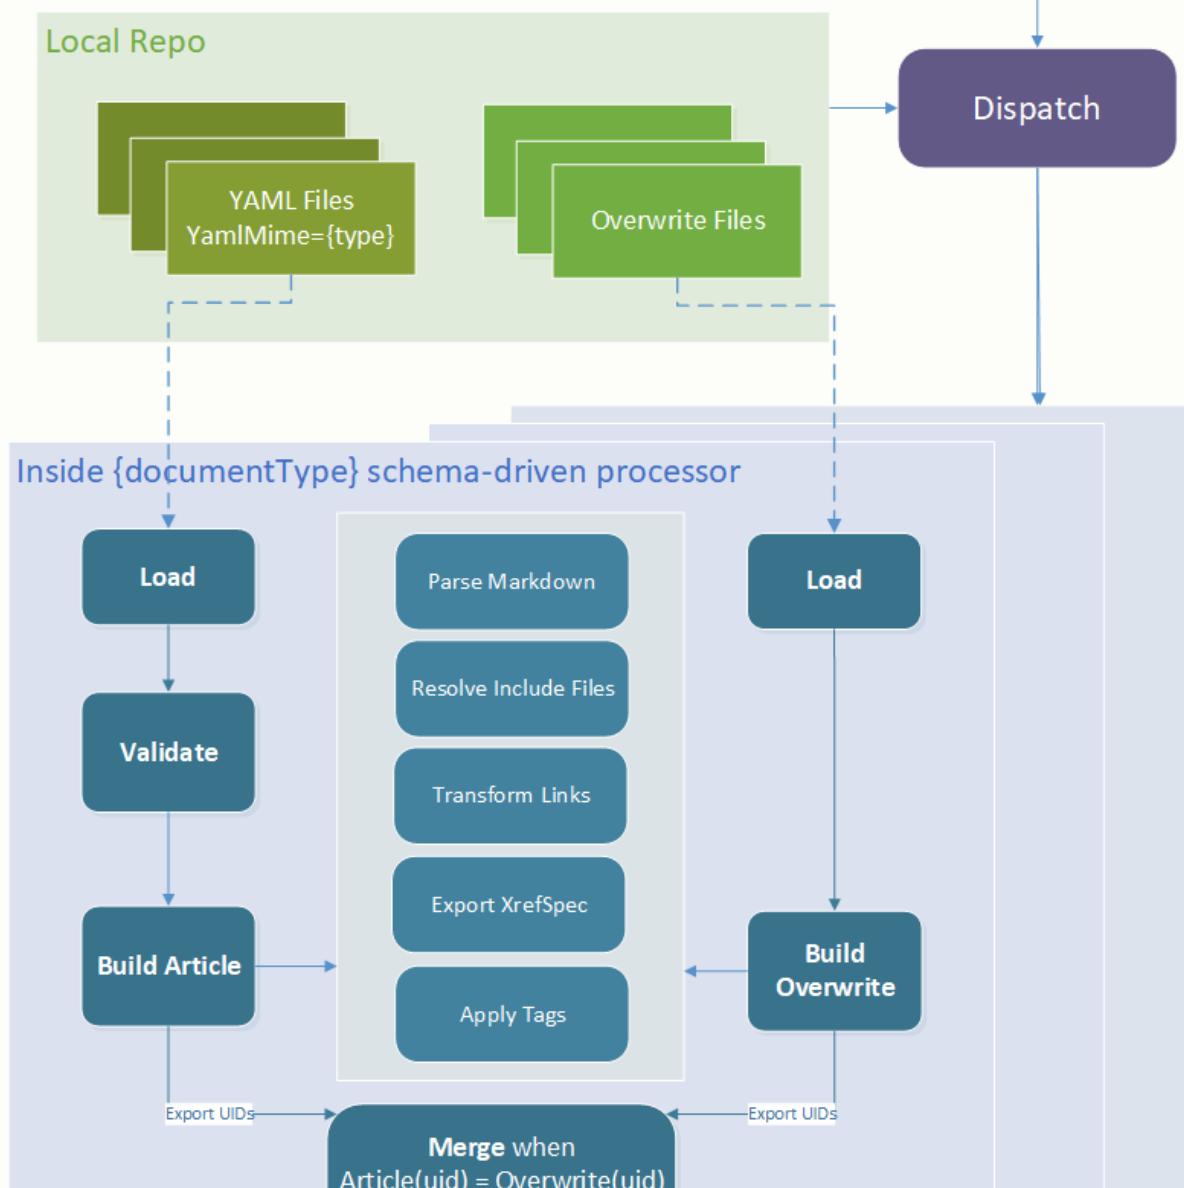 Local Repo
Dispatch
YAML Files
YamlMime={type}
Overwrite Files
Inside {documentType} schema-driven processor
Load
Parse Markdown
Load
Resolve Include Files
Validate
Transform Links
Export XrefSpec
Build Article
Build
Overwrite
Apply Tags
Export UIDs
Export UIDs
Merge when
Article(uid) = Overwrite(uid)